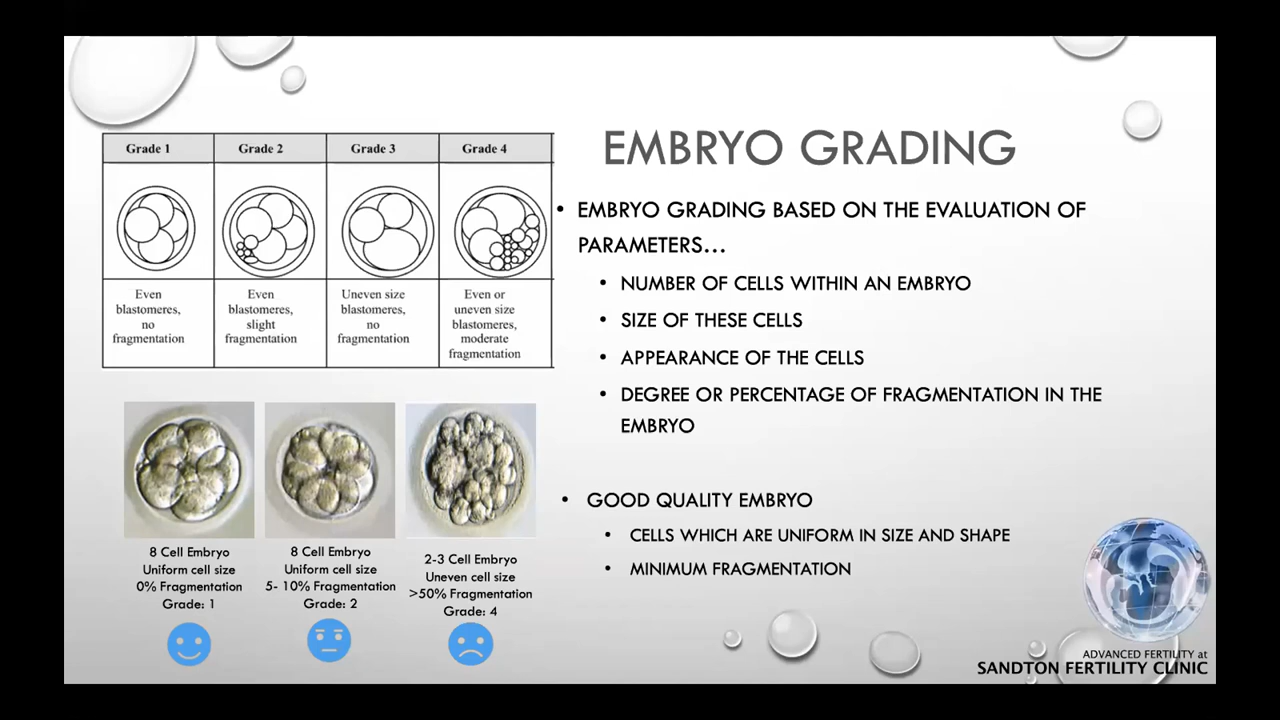 Grade 1
Grade 2
Grade 3
Grade 4
Even
blastomeres,
no
fragmentation
Even
blastomeres,
slight
fragmentation
Uneven size
blastomeres,
no
fragmentation
Even or
uneven size
blastomeres,
moderate
fragmentation
8 Cell Embryo
Uniform cell size
0% Fragmentation
Grade: 1
8 Cell Embryo
Uniform cell size
5- 10% Fragmentation
Grade: 2
2-3 Cell Embryo
Uneven cell size
>50% Fragmentation
Grade: 4
EMBRYO GRADING
• EMBRYO GRADING BASED ON THE EVALUATION OF
PARAMETERS...
• NUMBER OF CELLS WITHIN AN EMBRYO
• SIZE OF THESE CELLS
• APPEARANCE OF THE CELLS
• DEGREE OR PERCENTAGE OF FRAGMENTATION IN THE
EMBRYO
• GOOD QUALITY EMBRYO
• CELLS WHICH ARE UNIFORM IN SIZE AND SHAPE
• MINIMUM FRAGMENTATION
ADVANCED FERTILITY at
SANDTON FERTILITY CLINIC